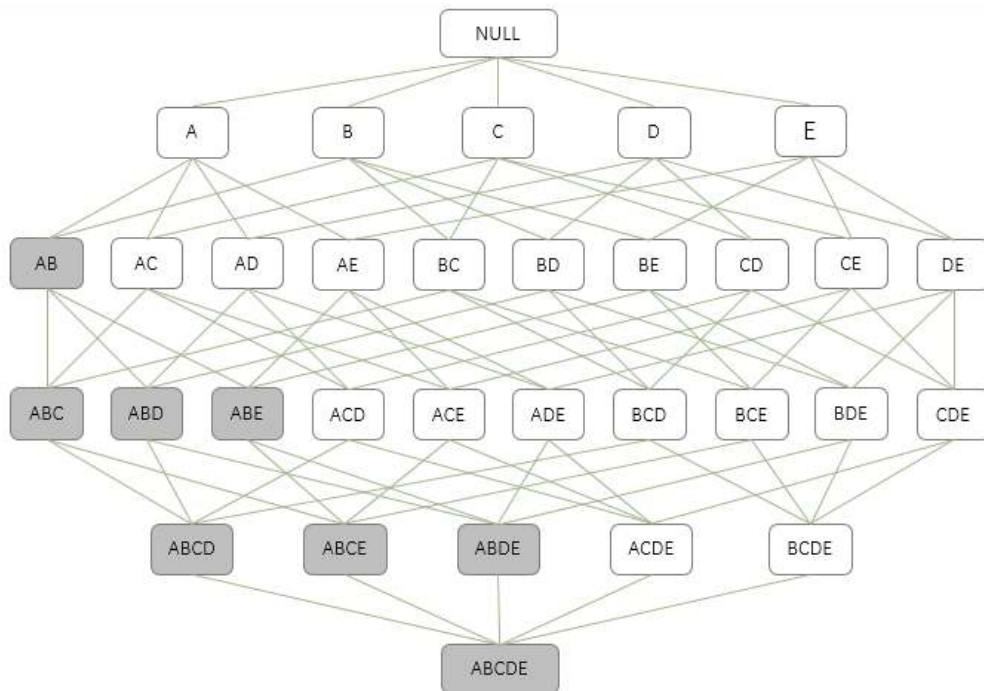 NULL
A B C D E
AB AC AD AE BC BD BE CD CE DE
ABC ABD ABE ACD ACE ADE BCD BCE BDE CDE
ABCD ABCE ABDE ACDE BCDE
ABCDE